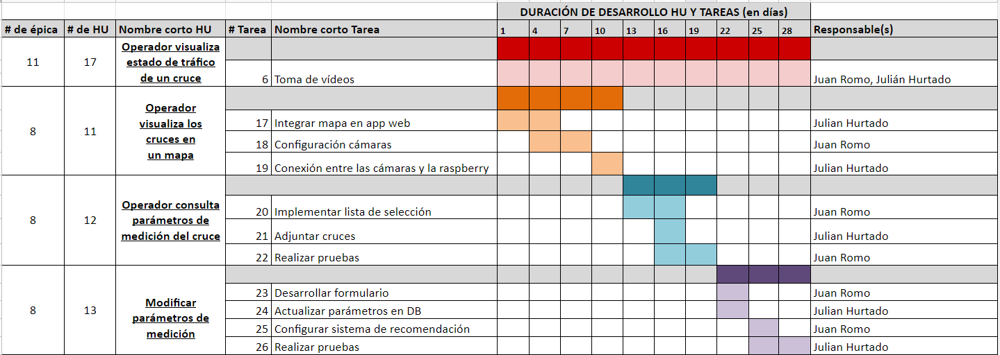 DURACIÓN DE DESARROLLO HU Y TAREAS (en días)
# de épica # de HU Nombre corto HU # Tarea Nombre corto Tarea 1 4 7 10 13 16 19 22 25 28 Responsable(s)
11 17 Operador visualiza
estado de tráfico
de un cruce
6 Toma de vídeos Juan Romo, Julián Hurtado
8 11 Operador
visualiza los
cruces en
un mapa
17 Integrar mapa en app web Julian Hurtado
18 Configuración cámaras Juan Romo
19 Conexión entre las cámaras y la raspberry Julian Hurtado
8 12 Operador consulta
parámetros de
medición del cruce
20 Implementar lista de selección Juan Romo
21 Adjuntar cruces Julian Hurtado
22 Realizar pruebas Juan Romo
8 13 Modificar
parámetros de
medición
23 Desarrollar formulario Juan Romo
24 Actualizar parámetros en DB Julian Hurtado
25 Configurar sistema de recomendación Juan Romo
26 Realizar pruebas Julian Hurtado